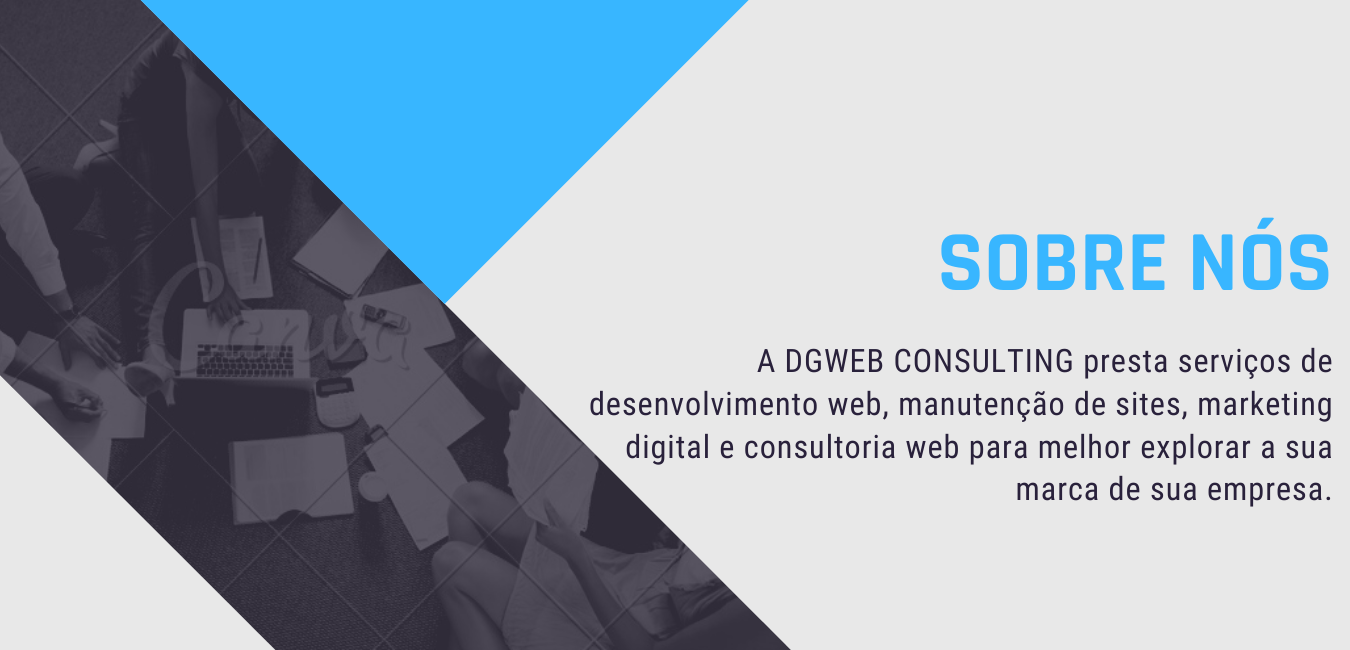 SOBRE NÓS
A DGWEB CONSULTING presta serviços de
desenvolvimento web, manutenção de sites, marketing
digital e consultoria web para melhor explorar a sua
marca de sua empresa.
Canva